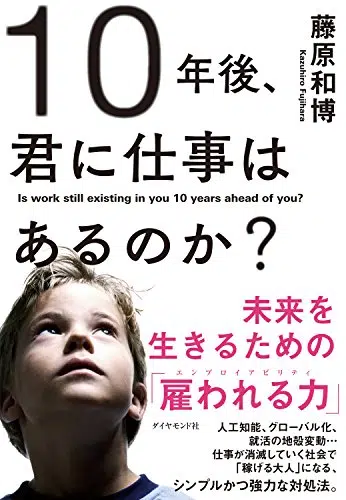 藤原和博
Kazuhiro Fujihara
10年後、
君に仕事は
Is work still existing in you 10 years ahead of you?
あるのか?
未来を
生きるための
エンプロイアビリティ
「雇われる力」
ダイヤモンド社
人工知能、グローバル化、
就活の地殻変動…
仕事が消滅していく社会で
「稼げる大人」になる、
シンプルかつ強力な対処法。